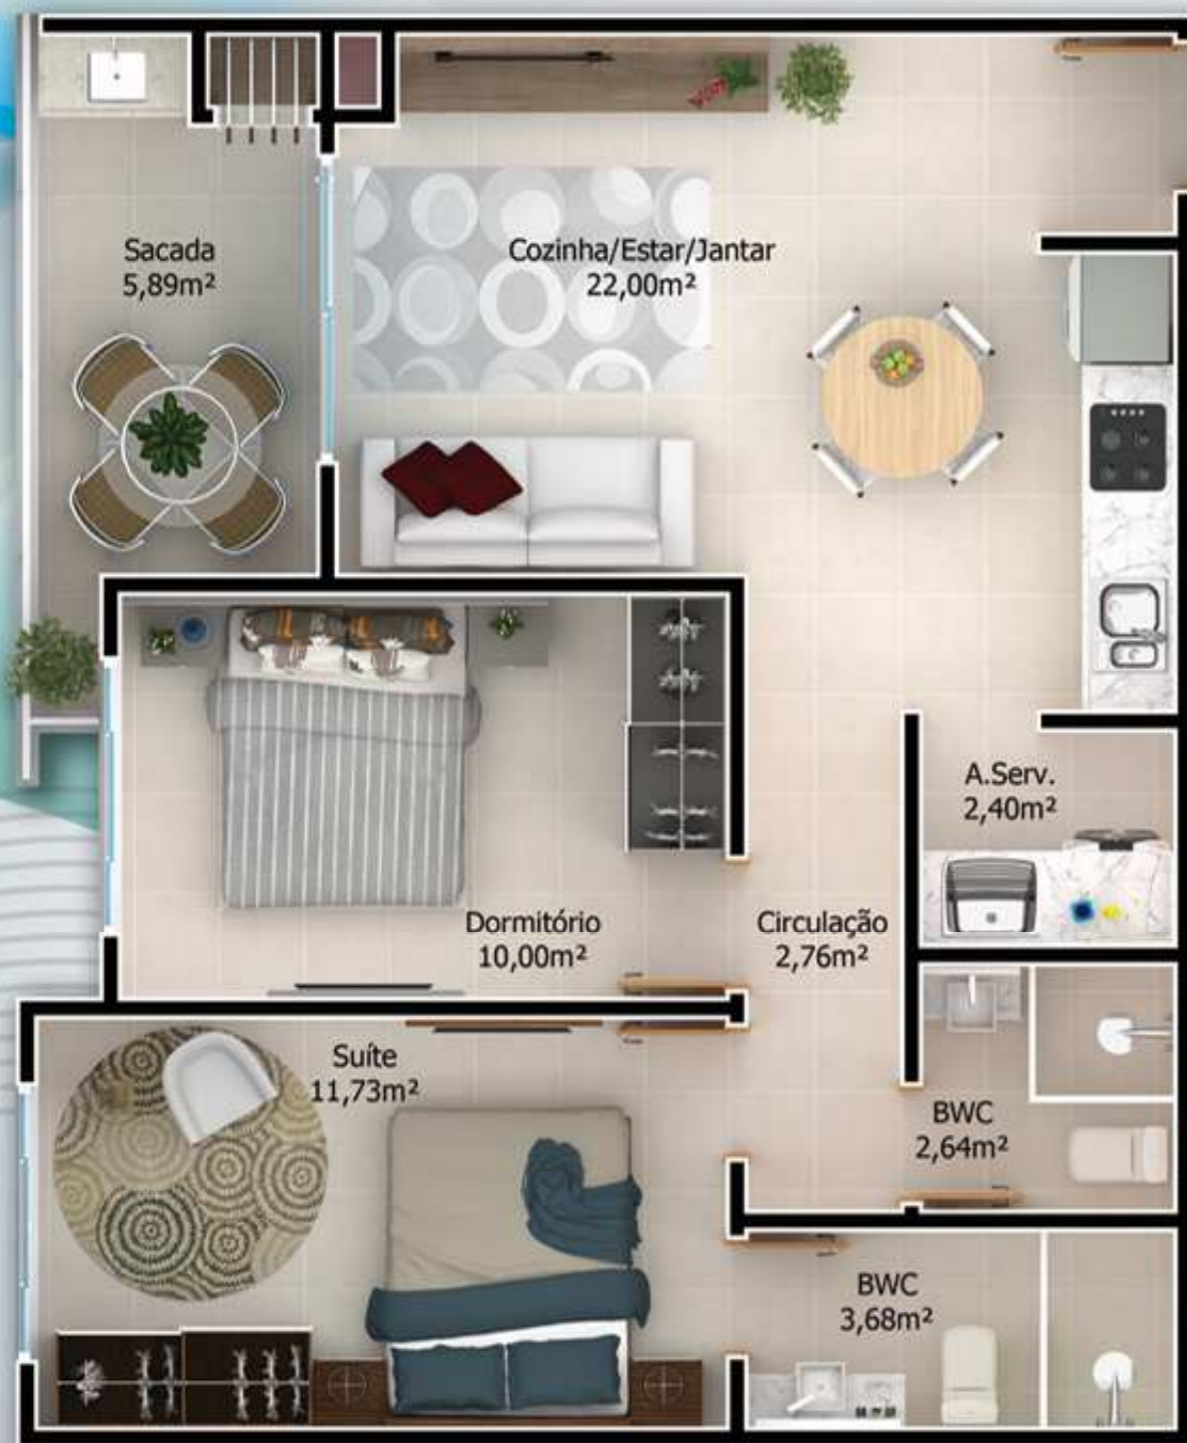 Sacada
5,89m²
Cozinha/Estar/Jantar
22,00m²
A.Serv.
2,40m²
Dormitório
10,00m²
Circulação
2,76m²
Suíte
11,73m²
BWC
2,64m²
BWC
3,68m²